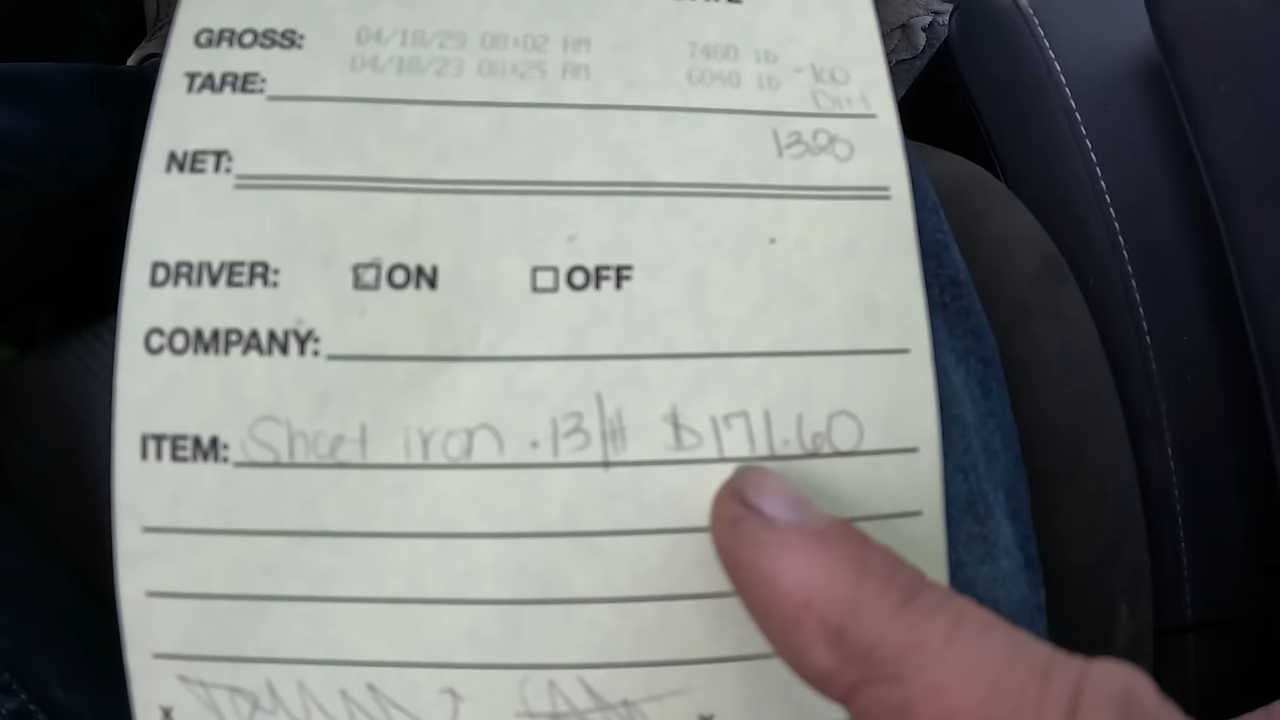 GROSS: 04/18/23 08:02 AM 7460 lb
TARE: 04/18/23 08:25 AM 6040 lb -100
Dirt
NET: 1320
DRIVER: ☑ ON ☐ OFF
COMPANY:
ITEM: Sheet iron .13/# $171.60
x